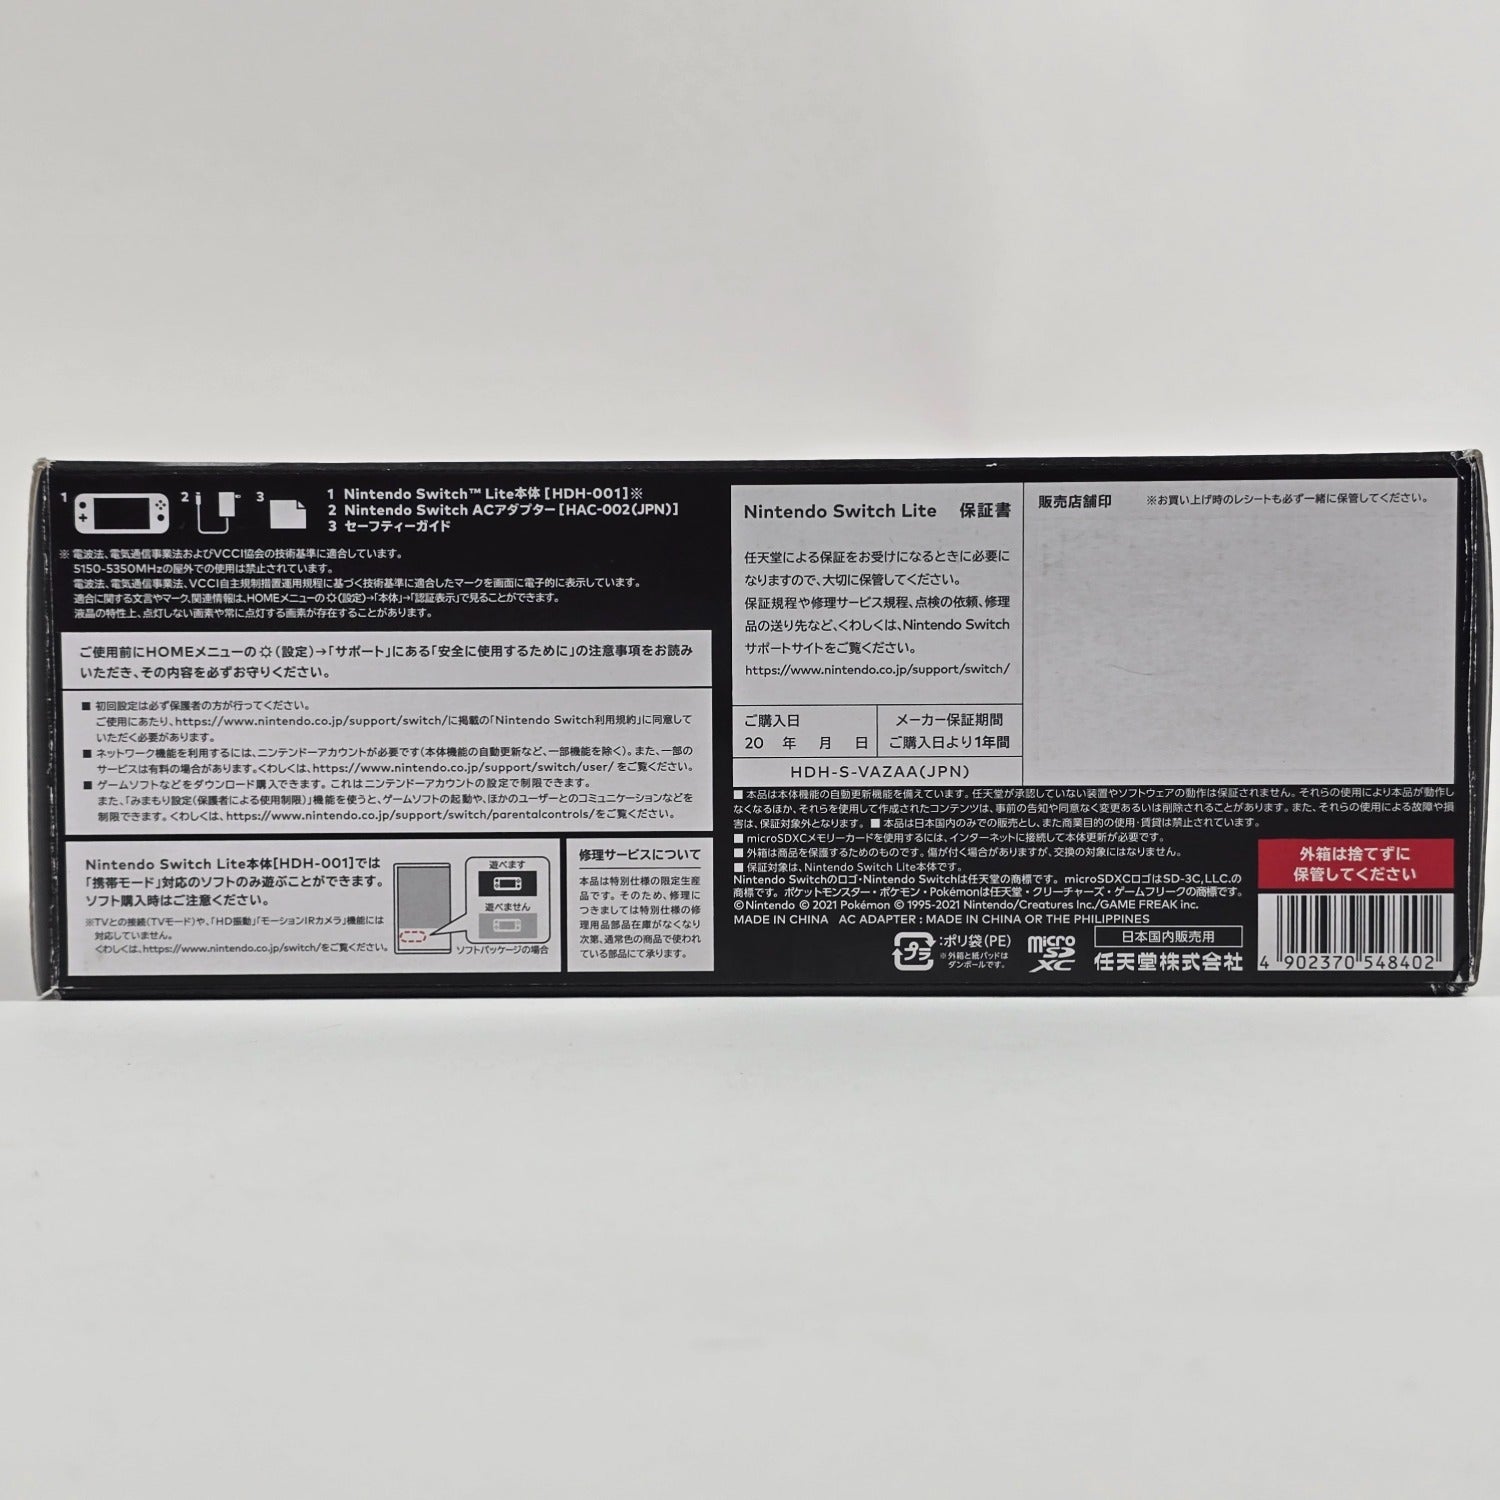 1 2 3
1 Nintendo Switch™ Lite本体［HDH-001］※
2 Nintendo Switch ACアダプター［HAC-002(JPN)］
3 セーフティーガイド
※ 電波法、電気通信事業法およびVCCI協会の技術基準に適合しています。
5150-5350MHzの屋外での使用は禁止されています。
電波法、電気通信事業法、VCCI自主規制措置運用規程に基づく技術基準に適合したマークを画面に電子的に表示しています。
適合に関する文言やマーク、関連情報は、HOMEメニューの（設定）→「本体」→「認証表示」で見ることができます。
液晶の特性上、点灯しない画素や常に点灯する画素が存在することがあります。
ご使用前にHOMEメニューの（設定）→「サポート」にある「安全に使用するために」の注意事項をお読み
いただき、その内容を必ずお守りください。
■ 初回設定は必ず保護者の方が行ってください。
ご使用にあたり、https://www.nintendo.co.jp/support/switch/に掲載の「Nintendo Switch利用規約」に同意して
いただく必要があります。
■ ネットワーク機能を利用するには、ニンテンドーアカウントが必要です（本体機能の自動更新など、一部機能を除く）。また、一部の
サービスは有料の場合があります。くわしくは、https://www.nintendo.co.jp/support/switch/user/ をご覧ください。
■ ゲームソフトなどをダウンロード購入できます。これはニンテンドーアカウントの設定で制限できます。
また、「みまもり設定（保護者による使用制限）」機能を使うと、ゲームソフトの起動や、ほかのユーザーとのコミュニケーションなどを
制限できます。くわしくは、https://www.nintendo.co.jp/support/switch/parentalcontrols/をご覧ください。
Nintendo Switch Lite本体［HDH-001］では
「携帯モード」対応のソフトのみ遊ぶことができます。
ソフト購入時はご注意ください。
※TVとの接続（TVモード）や、「HD振動」「モーションIRカメラ」機能には
対応していません。
くわしくは、https://www.nintendo.co.jp/switch/をご覧ください。
遊べます
遊べません
ソフトパッケージの場合
修理サービスについて
本品は特別仕様の限定生産
品です。そのため、修理に
つきましては特別仕様の修
理用品部品在庫がなくなり
次第、通常色の商品で使われ
ている部品にて承ります。
Nintendo Switch Lite 保証書
任天堂による保証をお受けになるときに必要に
なりますので、大切に保管してください。
保証規程や修理サービス規程、点検の依頼、修理
品の送り先など、くわしくは、Nintendo Switch
サポートサイトをご覧ください。
https://www.nintendo.co.jp/support/switch/
ご購入日
20 年 月 日
メーカー保証期間
ご購入日より1年間
HDH-S-VAZAA(JPN)
販売店舗印 ※お買い上げ時のレシートも必ず一緒に保管してください。
■ 本品は本体機能の自動更新機能を備えています。任天堂が承認していない装置やソフトウェアの動作は保証されません。それらの使用により本品が動作し
なくなるほか、それらを使用して作成されたコンテンツは、事前の告知や同意なく変更あるいは削除されることがあります。また、それらの使用による故障や損
害は、保証対象外となります。 ■ 本品は日本国内のみでの販売とし、また商業目的の使用・賃貸は禁止されています。
■ microSDXCメモリーカードを使用するには、インターネットに接続して本体更新が必要です。
■ 外箱は商品を保護するためのものです。傷が付く場合がありますが、交換の対象にはなりません。
■ 保証対象は、Nintendo Switch Lite本体です。
Nintendo Switchのロゴ・Nintendo Switchは任天堂の商標です。microSDXCロゴはSD-3C,LLC.の
商標です。ポケットモンスター・ポケモン・Pokémonは任天堂・クリーチャーズ・ゲームフリークの商標です。
©Nintendo ©2021 Pokémon ©1995-2021 Nintendo/Creatures Inc./GAME FREAK inc.
MADE IN CHINA AC ADAPTER : MADE IN CHINA OR THE PHILIPPINES
プラ
:ポリ袋(PE)
※外箱と紙パッドは
ダンボールです。
micro SD XC
日本国内販売用
任天堂株式会社
外箱は捨てずに
保管してください
4 902370 548402